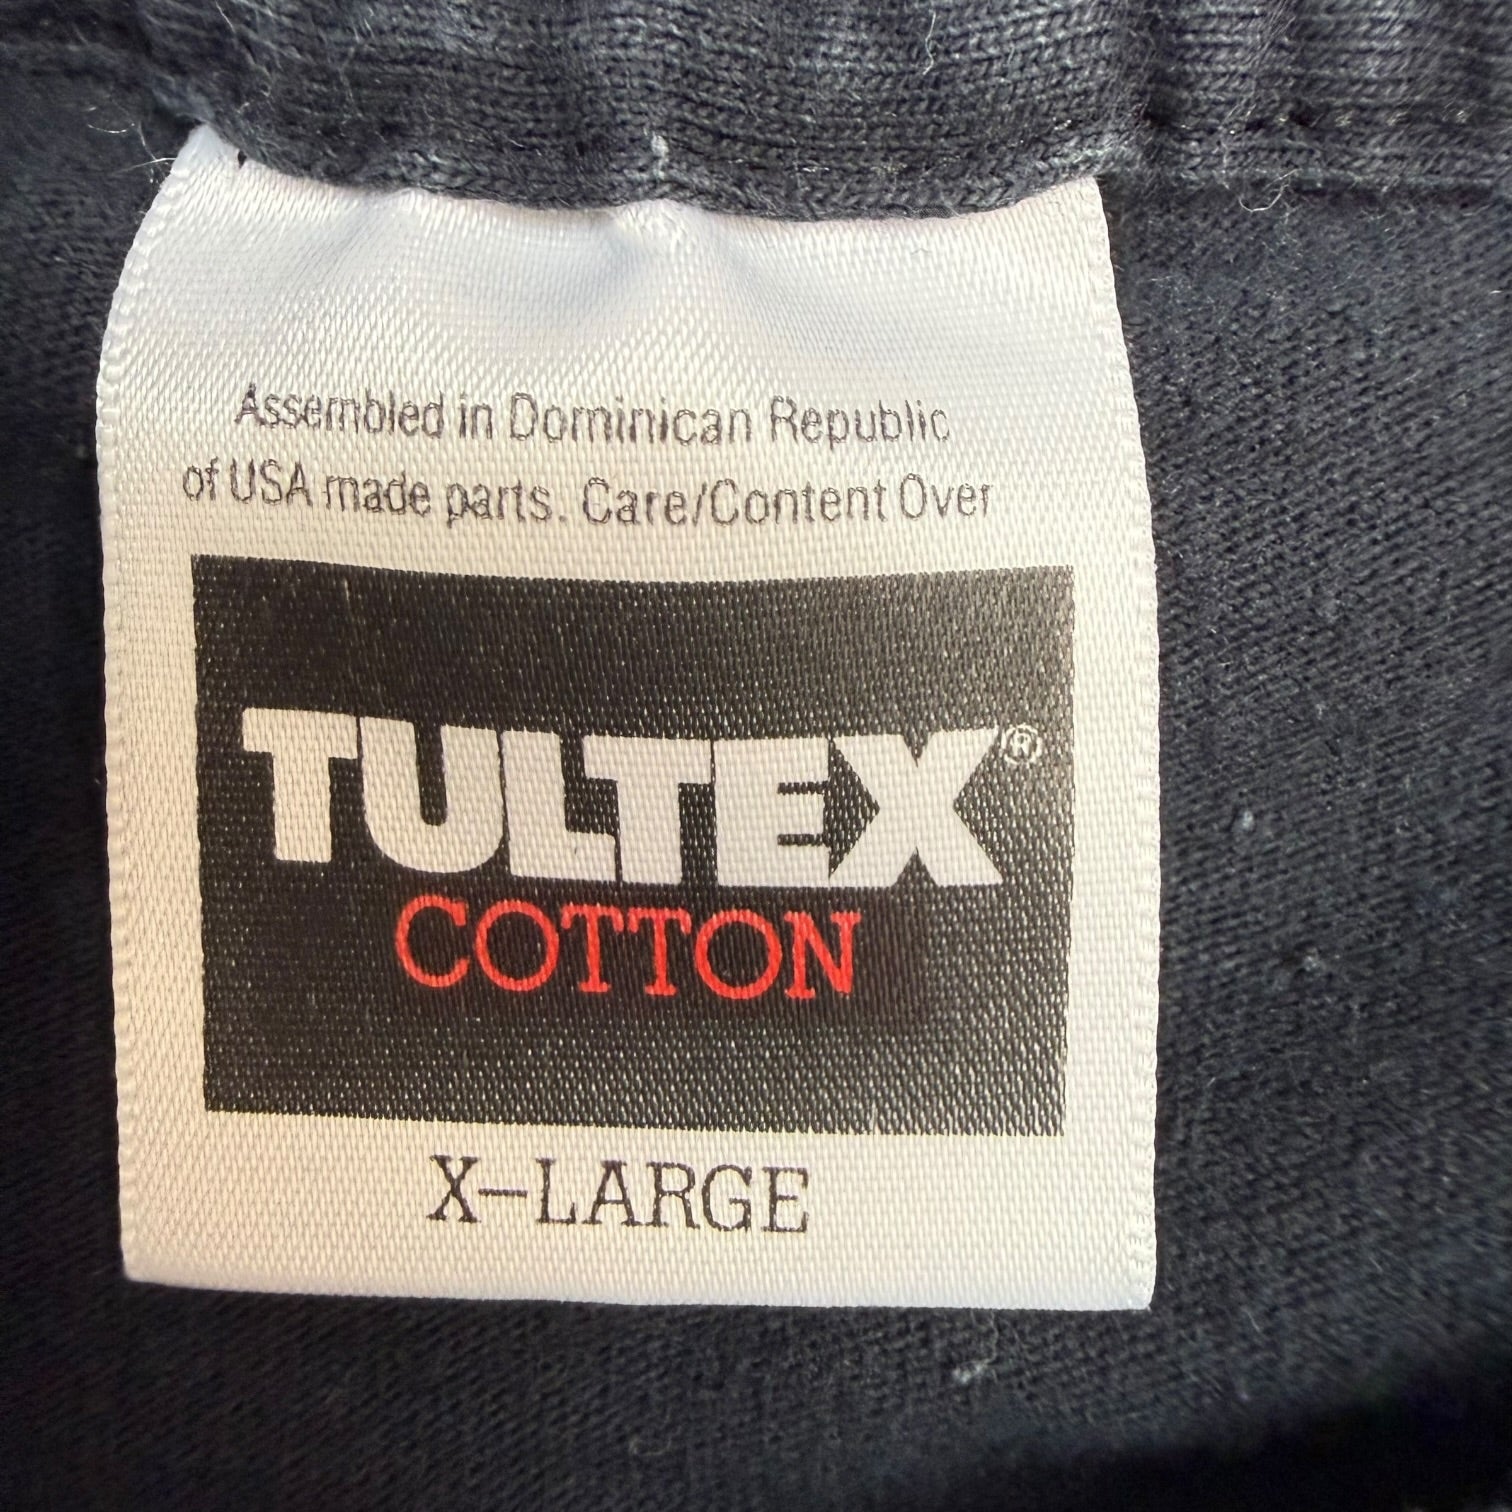 Assembled in Dominican Republic
of USA made parts. Care/Content Over
TULTEX®
COTTON
X-LARGE